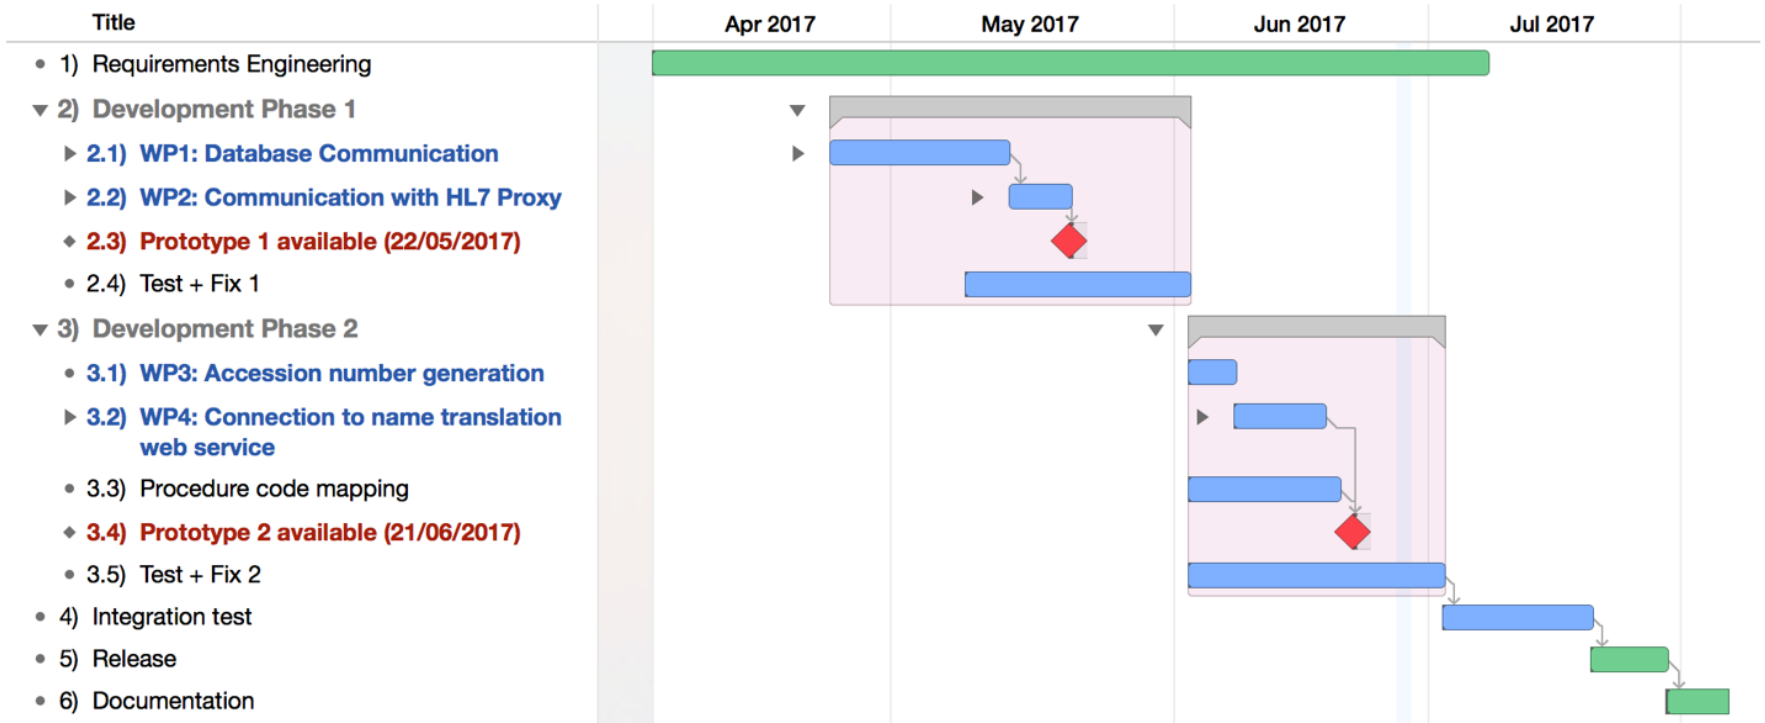 Title Apr 2017 May 2017 Jun 2017 Jul 2017
1) Requirements Engineering
2) Development Phase 1
2.1) WP1: Database Communication
2.2) WP2: Communication with HL7 Proxy
2.3) Prototype 1 available (22/05/2017)
2.4) Test + Fix 1
3) Development Phase 2
3.1) WP3: Accession number generation
3.2) WP4: Connection to name translation
web service
3.3) Procedure code mapping
3.4) Prototype 2 available (21/06/2017)
3.5) Test + Fix 2
4) Integration test
5) Release
6) Documentation